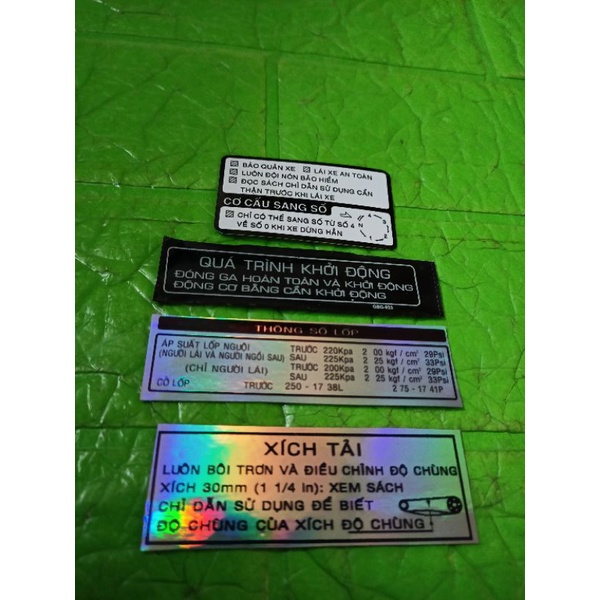 BẢO QUẢN XE LÁI XE AN TOÀN
LUÔN ĐỘI NÓN BẢO HIỂM
ĐỌC SÁCH CHỈ DẪN SỬ DỤNG CẨN
THẬN TRƯỚC KHI LÁI XE
CƠ CẤU SANG SỐ
CHỈ CÓ THỂ SANG SỐ TỪ SỐ 4
VỀ SỐ 0 KHI XE DỪNG HẲN
QUÁ TRÌNH KHỞI ĐỘNG
ĐÓNG GA HOÀN TOÀN VÀ KHỞI ĐỘNG
ĐỘNG CƠ BẰNG CẦN KHỞI ĐỘNG
THÔNG SỐ LỐP
ÁP SUẤT LỐP NGUỘI TRƯỚC 220Kpa 2 00 kgf / cm² 29Psi
(NGƯỜI LÁI VÀ NGƯỜI NGỒI SAU) SAU 225Kpa 2 25 kgf / cm² 33Psi
(CHỈ NGƯỜI LÁI) TRƯỚC 200Kpa 2 00 kgf / cm² 29Psi
SAU 225Kpa 2 25 kgf / cm² 33Psi
CỠ LỐP TRƯỚC 250 - 17 38L 2 75 - 17 41P
XÍCH TẢI
LUÔN BÔI TRƠN VÀ ĐIỀU CHỈNH ĐỘ CHÙNG
XÍCH 30mm (1 1/4 in): XEM SÁCH
CHỈ DẪN SỬ DỤNG ĐỂ BIẾT
ĐỘ CHÙNG CỦA XÍCH ĐỘ CHÙNG